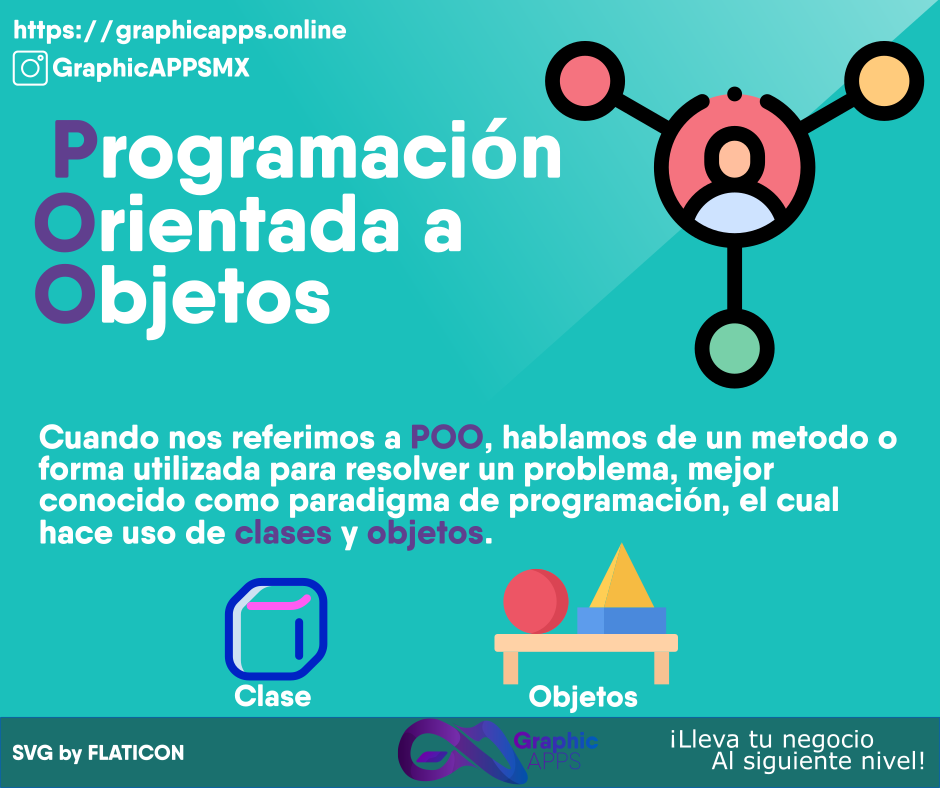 https://graphicapps.online
GraphicAPPSMX
Programación
Orientada a
Objetos
Cuando nos referimos a POO, hablamos de un metodo o
forma utilizada para resolver un problema, mejor
conocido como paradigma de programación, el cual
hace uso de clases y objetos.
Clase
Objetos
SVG by FLATICON
Graphic
APPS
¡Lleva tu negocio
Al siguiente nivel!